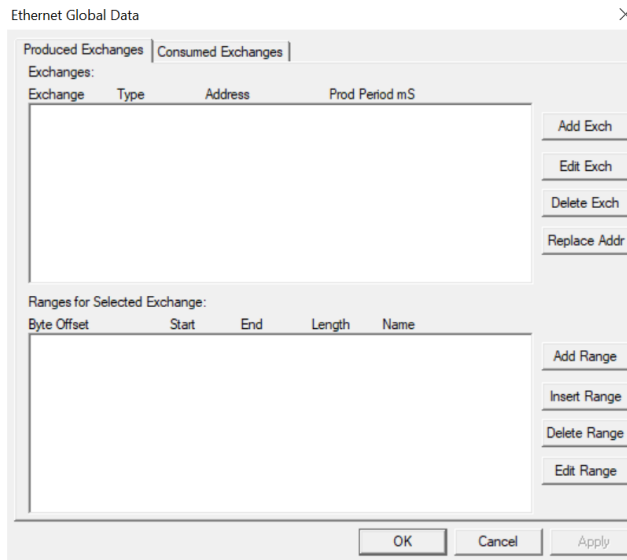 Ethernet Global Data
Produced Exchanges Consumed Exchanges
Exchanges:
Exchange Type Address Prod Period mS
Add Exch
Edit Exch
Delete Exch
Replace Addr
Ranges for Selected Exchange:
Byte Offset Start End Length Name
Add Range
Insert Range
Delete Range
Edit Range
OK Cancel Apply